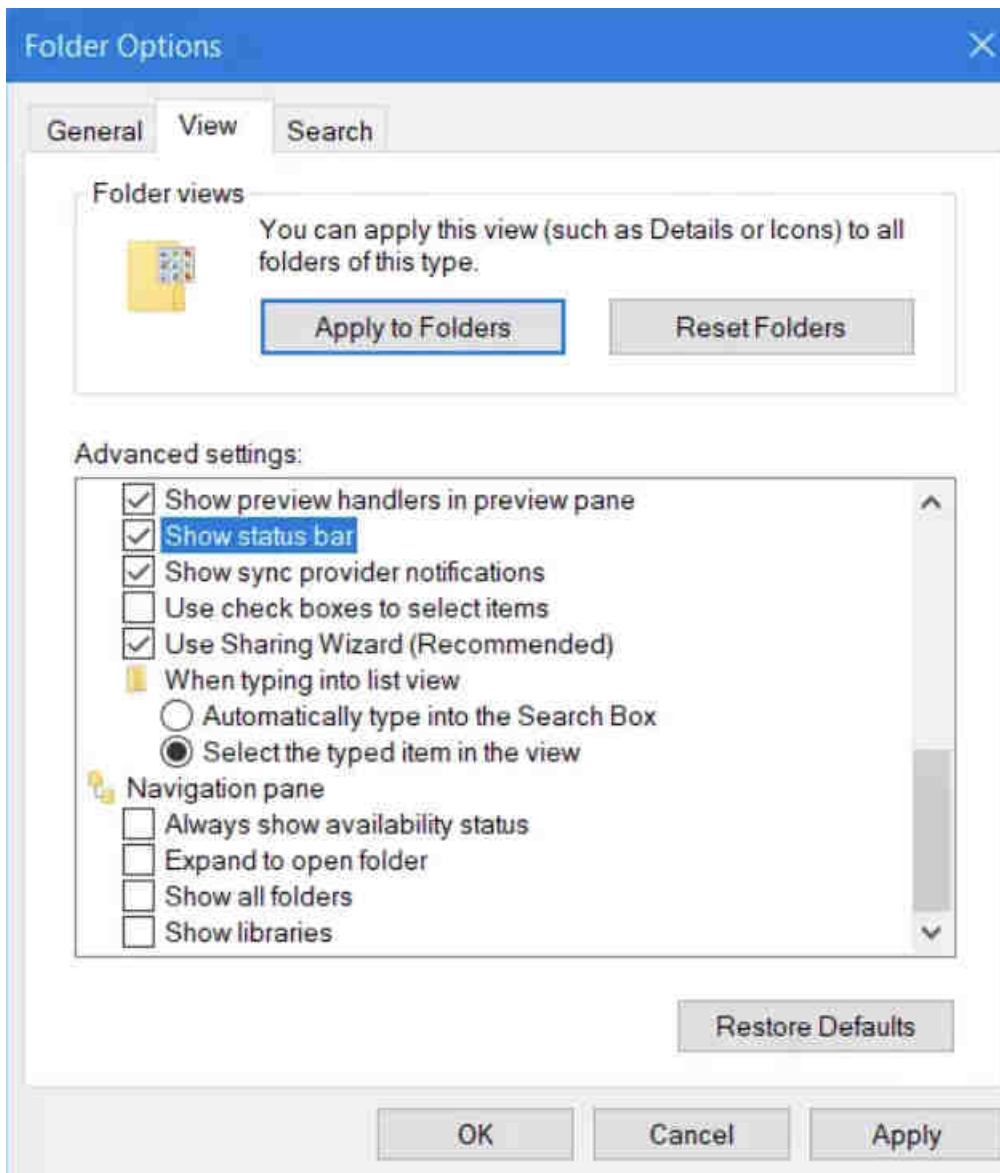 Folder Options
General
View
Search
Folder views
You can apply this view (such as Details or Icons) to all
folders of this type.
Apply to Folders
Reset Folders
Advanced settings:
Show preview handlers in preview pane
Show status bar
Show sync provider notifications
Use check boxes to select items
Use Sharing Wizard (Recommended)
When typing into list view
Automatically type into the Search Box
Select the typed item in the view
Navigation pane
Always show availability status
Expand to open folder
Show all folders
Show libraries
Restore Defaults
OK
Cancel
Apply